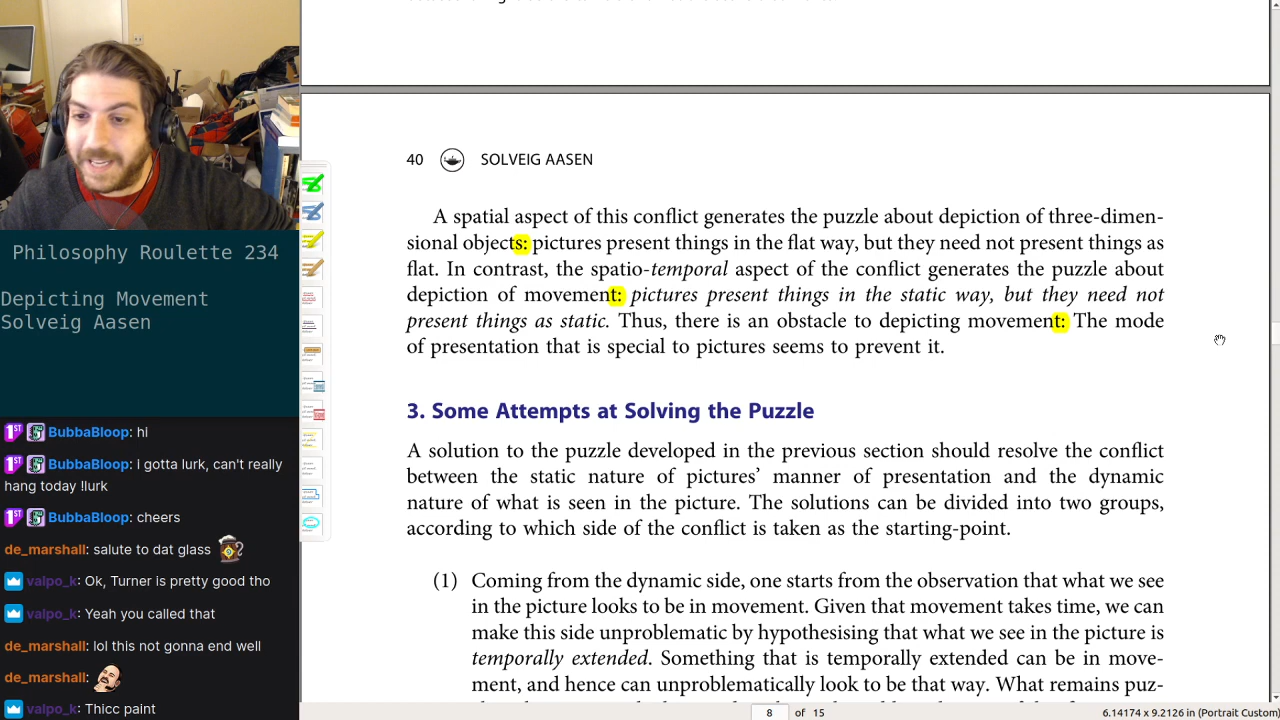 40 SOLVEIG AASEN
A spatial aspect of this conflict generates the puzzle about depiction of three-dimen-
sional objects: pictures present things in the flat way, but they need not present things as
flat. In contrast, the spatio-temporal aspect of the conflict generates the puzzle about
depiction of movement: pictures present things in the static way, but they need not
present things as static. Thus, there is an obstacle to depicting movement: The mode
of presentation that is special to pictures seems to prevent it.
3. Some Attempts at Solving the Puzzle
A solution to the puzzle developed in the previous section should resolve the conflict
between the static nature of pictures’ manner of presentation and the dynamic
nature of what is seen in the picture. The solutions can be divided into two groups,
according to which side of the conflict is taken as the starting-point.
(1) Coming from the dynamic side, one starts from the observation that what we see
in the picture looks to be in movement. Given that movement takes time, we can
make this side unproblematic by hypothesising that what we see in the picture is
temporally extended. Something that is temporally extended can be in move-
ment, and hence can unproblematically look to be that way. What remains puz-
8 of 15
6.14174 x 9.2126 in (Portrait Custom)
Philosophy Roulette 234
Depicting Movement
Solveig Aasen
1ST BubbaBloop: hI
1ST BubbaBloop: I gotta lurk, can't really
hang today !lurk
1ST BubbaBloop: cheers
de_marshall: salute to dat glass
valpo_k: Ok, Turner is pretty good tho
valpo_k: Yeah you called that
de_marshall: lol this not gonna end well
de_marshall:
valpo_k: Thicc paint